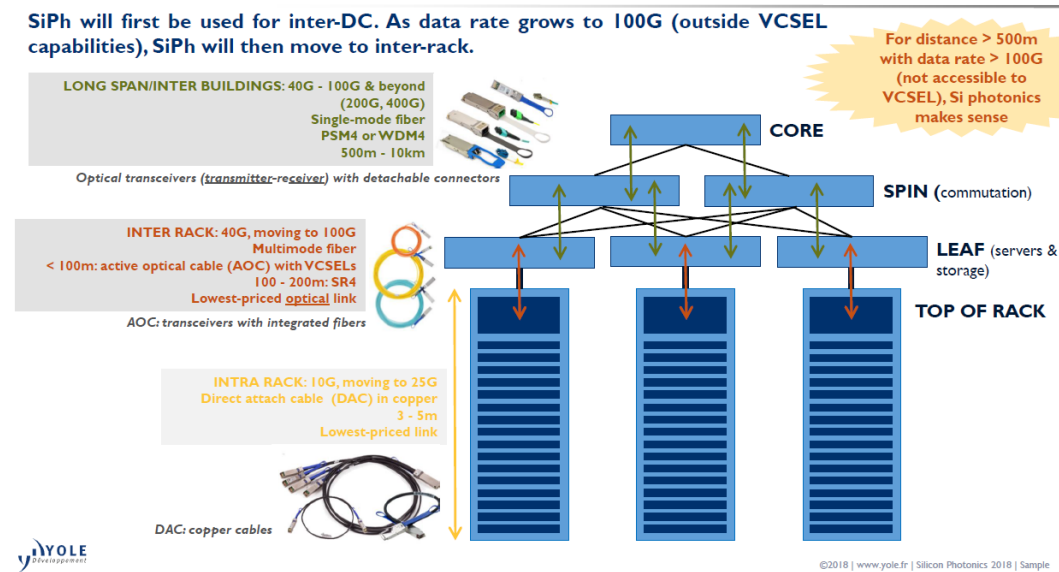 SiPh will first be used for inter-DC. As data rate grows to 100G (outside VCSEL
capabilities), SiPh will then move to inter-rack.
For distance > 500m
with data rate > 100G
(not accessible to
VCSEL), Si photonics
makes sense
LONG SPAN/INTER BUILDINGS: 40G - 100G & beyond
(200G, 400G)
Single-mode fiber
PSM4 or WDM4
500m - 10km
Optical transceivers (transmitter-receiver) with detachable connectors
CORE
SPIN (commutation)
INTER RACK: 40G, moving to 100G
Multimode fiber
< 100m: active optical cable (AOC) with VCSELs
100 - 200m: SR4
Lowest-priced optical link
AOC: transceivers with integrated fibers
LEAF (servers &
storage)
TOP OF RACK
INTRA RACK: 10G, moving to 25G
Direct attach cable (DAC) in copper
3 - 5m
Lowest-priced link
DAC: copper cables
YOLE
Développement
©2018 | www.yole.fr | Silicon Photonics 2018 | Sample